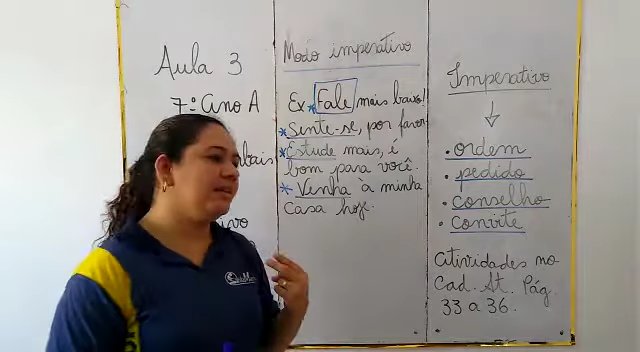 Aula 3
7º Ano A
Modo imperativo
Ex * Fale mais baixo!
* Sente-se, por favor
* Estude mais, é
bom para você.
* Venha à minha
casa hoje.
Imperativo
↓
. ordem
. pedido
. conselho
. convite
Atividades no
Cad. At. Pág.
33 a 36.